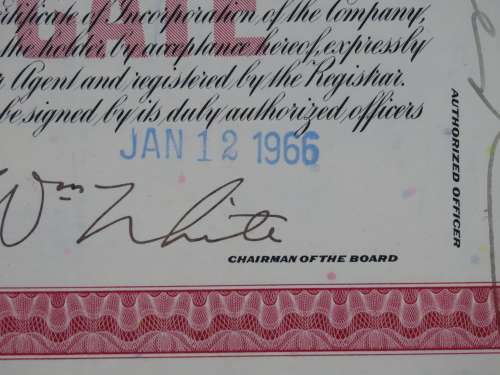 rtificate of Incorporation of the Company,
the holder, by acceptance hereof, expressly
r Agent and registered by the Registrar.
be signed by its duly authorized officers
JAN 12 1966
Wm White
CHAIRMAN OF THE BOARD
AUTHORIZED OFFICER